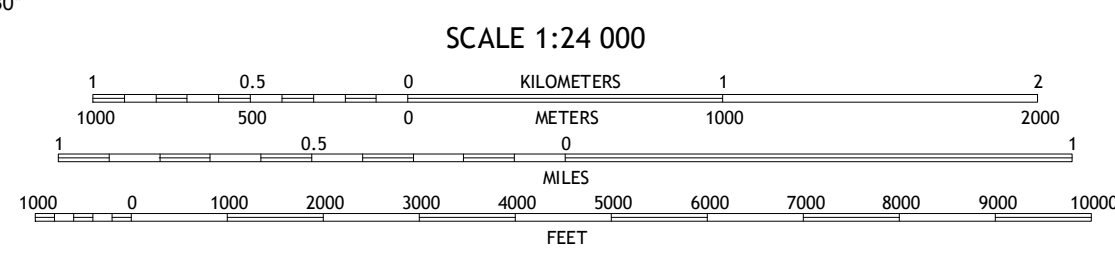 SCALE 1:24 000
1 0.5 0 KILOMETERS 1 2
1000 500 0 METERS 1000 2000
1 0.5 0 1
MILES
1000 0 1000 2000 3000 4000 5000 6000 7000 8000 9000 10000
FEET